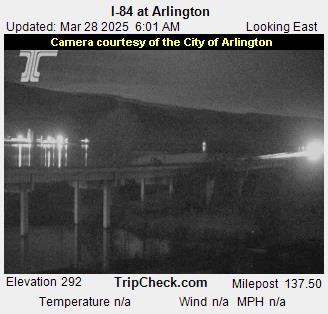 I-84 at Arlington
Updated: Mar 28 2025 6:01 AM Looking East
Camera courtesy of the City of Arlington
Elevation 292 TripCheck.com Milepost 137.50
Temperature n/a Wind n/a MPH n/a